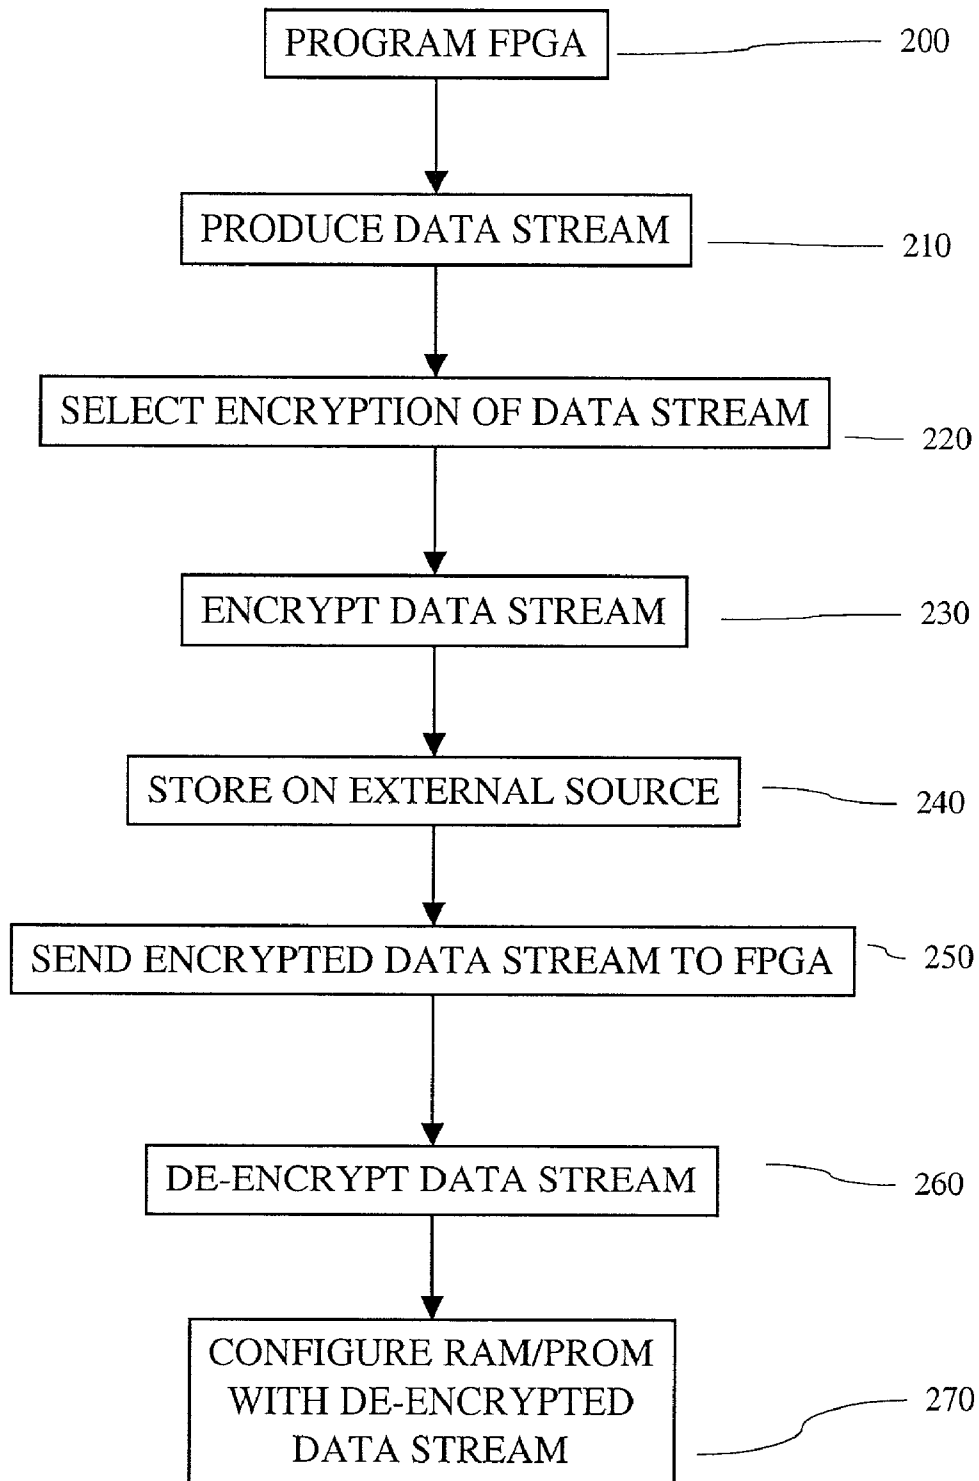 PROGRAM FPGA 200
PRODUCE DATA STREAM 210
SELECT ENCRYPTION OF DATA STREAM 220
ENCRYPT DATA STREAM 230
STORE ON EXTERNAL SOURCE 240
SEND ENCRYPTED DATA STREAM TO FPGA 250
DE-ENCRYPT DATA STREAM 260
CONFIGURE RAM/PROM
WITH DE-ENCRYPTED 270
DATA STREAM